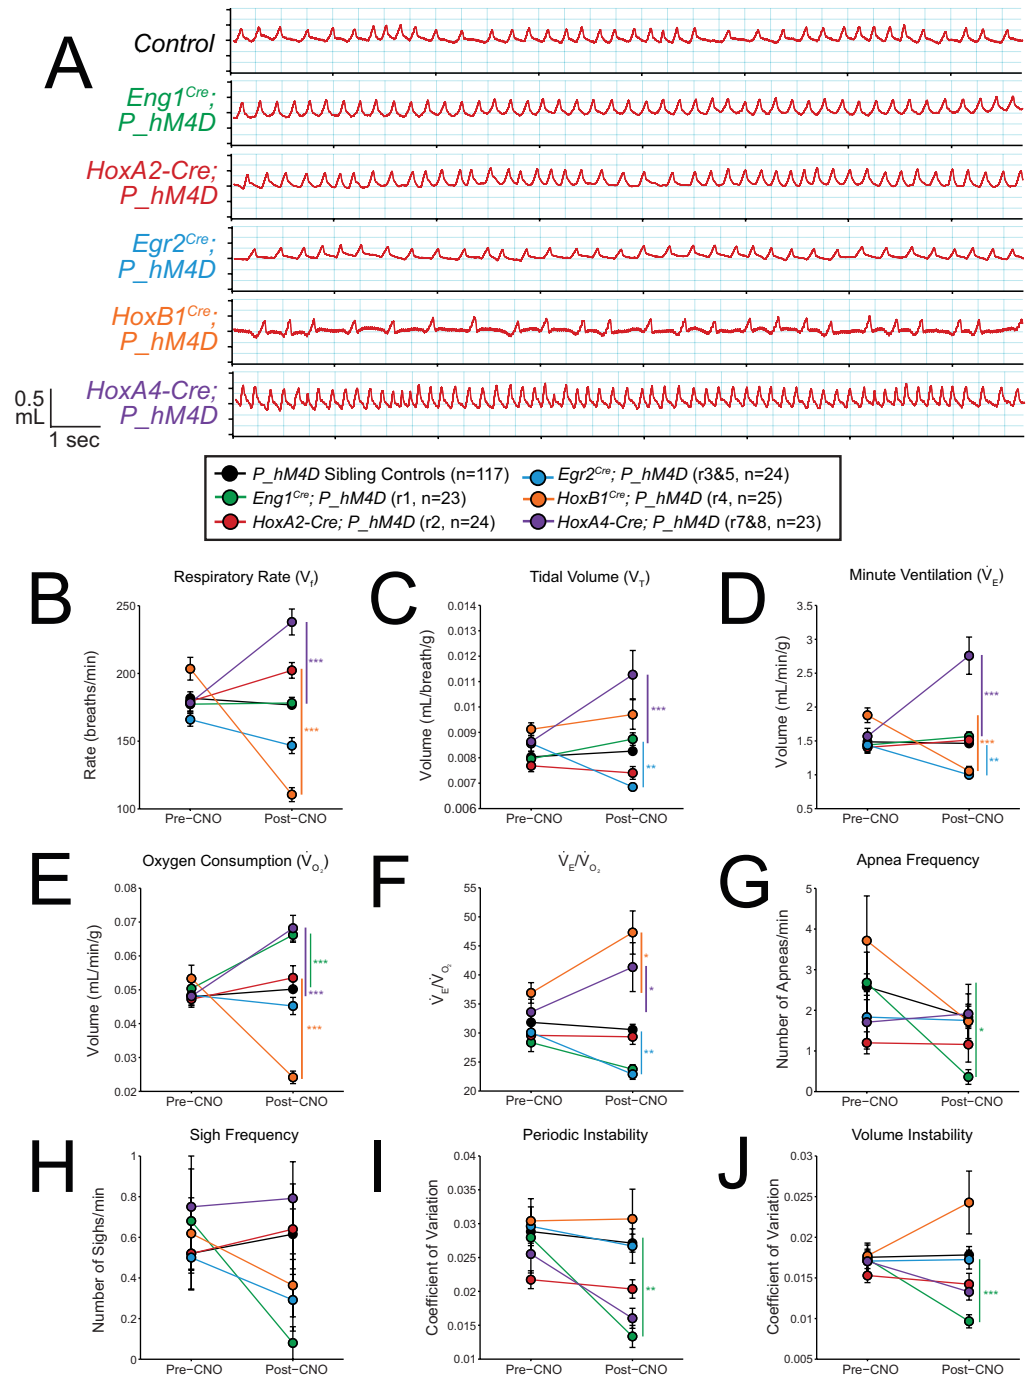 A
Control
Eng1Cre;
P_hM4D
HoxA2-Cre;
P_hM4D
Egr2Cre;
P_hM4D
HoxB1Cre;
P_hM4D
HoxA4-Cre;
P_hM4D
0.5
mL
1 sec
P_hM4D Sibling Controls (n=117)
Egr2Cre; P_hM4D (r3&5, n=24)
Eng1Cre; P_hM4D (r1, n=23)
HoxB1Cre; P_hM4D (r4, n=25)
HoxA2-Cre; P_hM4D (r2, n=24)
HoxA4-Cre; P_hM4D (r7&8, n=23)
B
Respiratory Rate (Vf)
Rate (breaths/min)
250
200
150
100
***
***
Pre−CNO Post−CNO
C
Tidal Volume (VT)
Volume (mL/breath/g)
0.014
0.013
0.012
0.011
0.010
0.009
0.008
0.007
0.006
***
**
Pre−CNO Post−CNO
D
Minute Ventilation (V̇E)
Volume (mL/min/g)
3.5
3
2.5
2
1.5
1
0.5
***
***
**
Pre−CNO Post−CNO
E
Oxygen Consumption (V̇O2)
Volume (mL/min/g)
0.08
0.07
0.06
0.05
0.04
0.03
0.02
***
***
***
Pre−CNO Post−CNO
F
V̇E/V̇O2
V̇E/V̇O2
55
50
45
40
35
30
25
20
*
*
**
Pre−CNO Post−CNO
G
Apnea Frequency
Number of Apneas/min
5
4
3
2
1
0
*
Pre−CNO Post−CNO
H
Sigh Frequency
Number of Sighs/min
1
0.8
0.6
0.4
0.2
0
Pre−CNO Post−CNO
I
Periodic Instability
Coefficient of Variation
0.04
0.035
0.03
0.025
0.02
0.015
0.01
**
Pre−CNO Post−CNO
J
Volume Instability
Coefficient of Variation
0.03
0.025
0.02
0.015
0.01
0.005
***
Pre−CNO Post−CNO